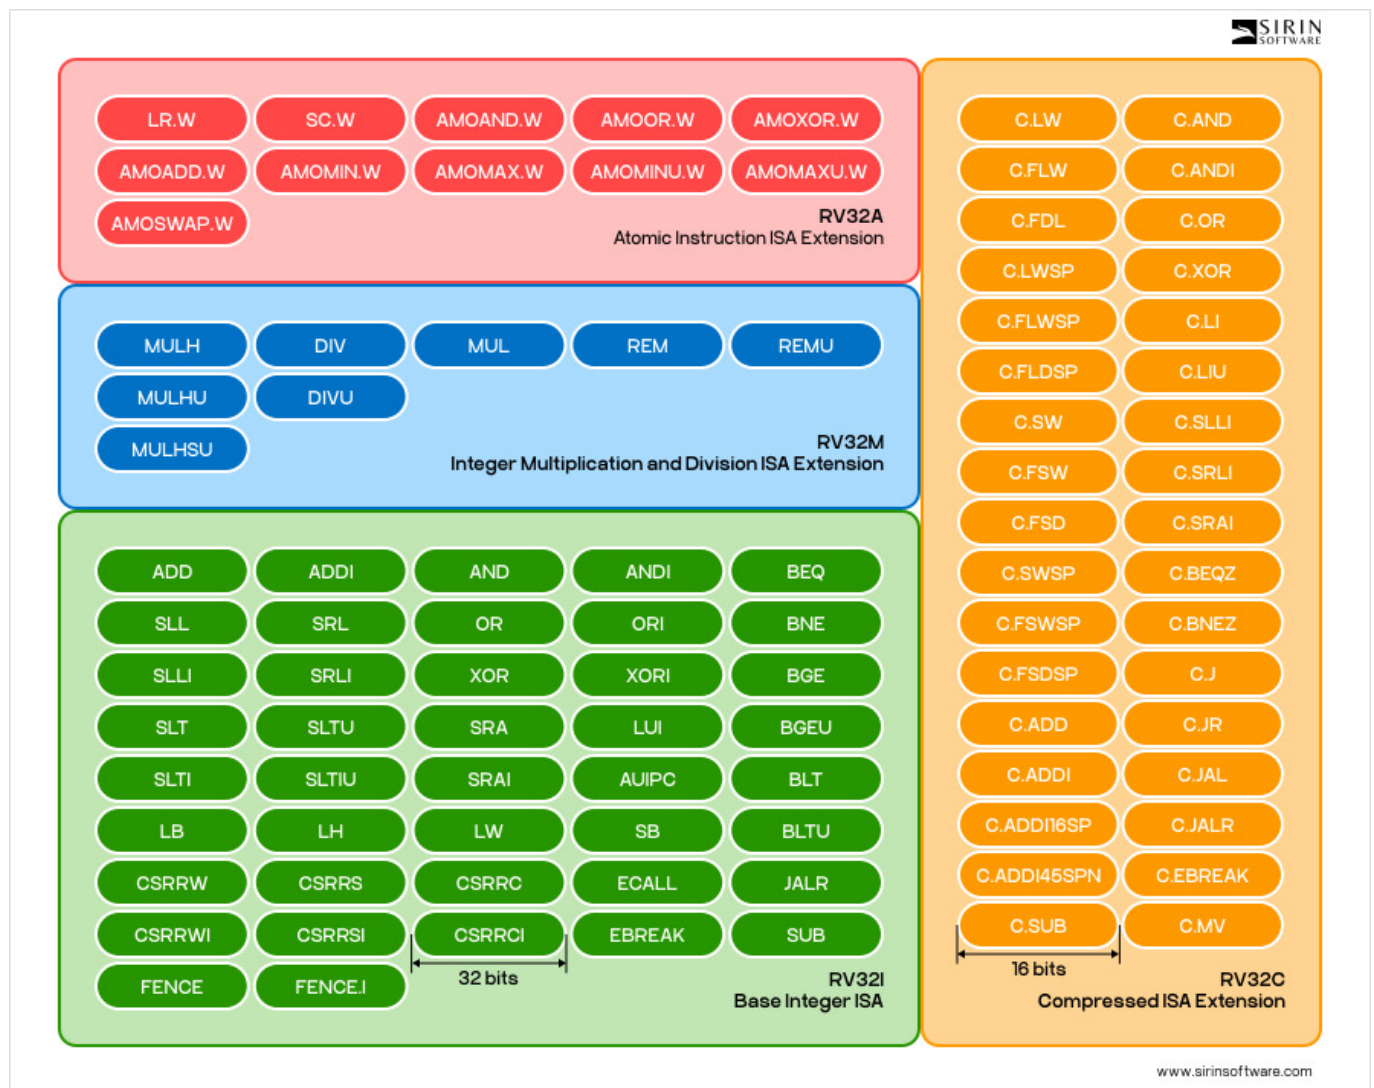 SIRIN
SOFTWARE
LR.W SC.W AMOAND.W AMOOR.W AMOXOR.W
AMOADD.W AMOMIN.W AMOMAX.W AMOMINU.W AMOMAXU.W
AMOSWAP.W
RV32A
Atomic Instruction ISA Extension
MULH DIV MUL REM REMU
MULHU DIVU
MULHSU
RV32M
Integer Multiplication and Division ISA Extension
ADD ADDI AND ANDI BEQ
SLL SRL OR ORI BNE
SLLI SRLI XOR XORI BGE
SLT SLTU SRA LUI BGEU
SLTI SLTIU SRAI AUIPC BLT
LB LH LW SB BLTU
CSRRW CSRRS CSRRC ECALL JALR
CSRRWI CSRRSI CSRRCI EBREAK SUB
FENCE FENCE.I
32 bits
RV32I
Base Integer ISA
C.LW C.AND
C.FLW C.ANDI
C.FDL C.OR
C.LWSP C.XOR
C.FLWSP C.LI
C.FLDSP C.LIU
C.SW C.SLLI
C.FSW C.SRLI
C.FSD C.SRAI
C.SWSP C.BEQZ
C.FSWSP C.BNEZ
C.FSDSP C.J
C.ADD C.JR
C.ADDI C.JAL
C.ADDI16SP C.JALR
C.ADDI45SPN C.EBREAK
C.SUB C.MV
16 bits
RV32C
Compressed ISA Extension
www.sirinsoftware.com